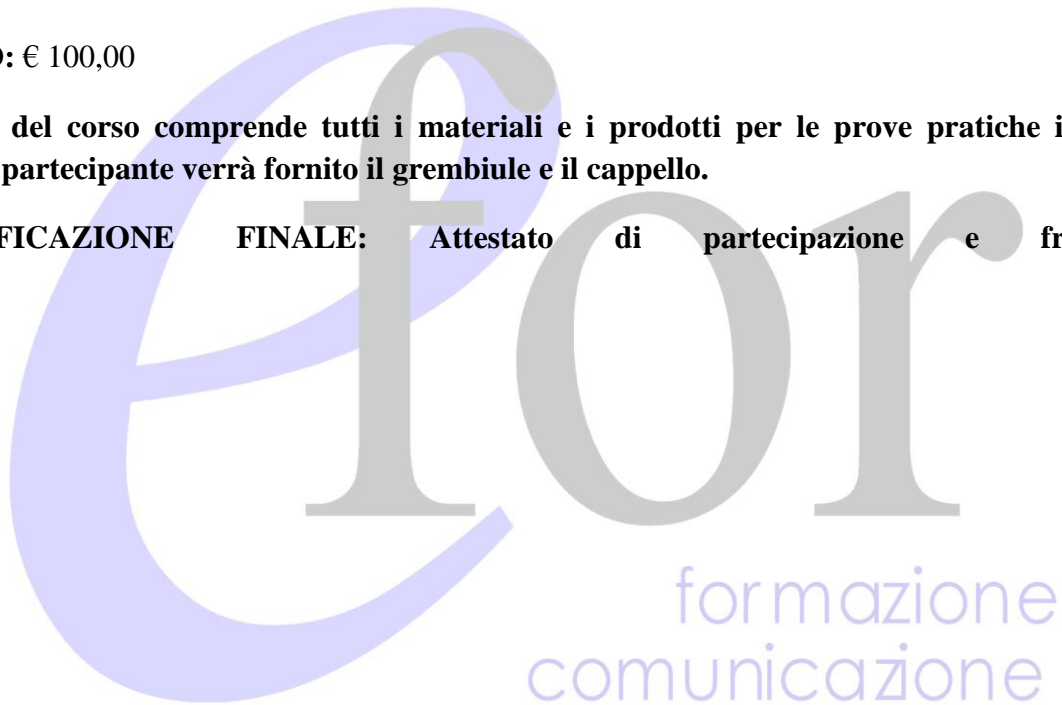 : € 100,00
del corso comprende tutti i materiali e i prodotti per le prove pratiche i
partecipante verrà fornito il grembiule e il cappello.
FICAZIONE FINALE: Attestato di partecipazione e fr
efor
formazione
comunicazione